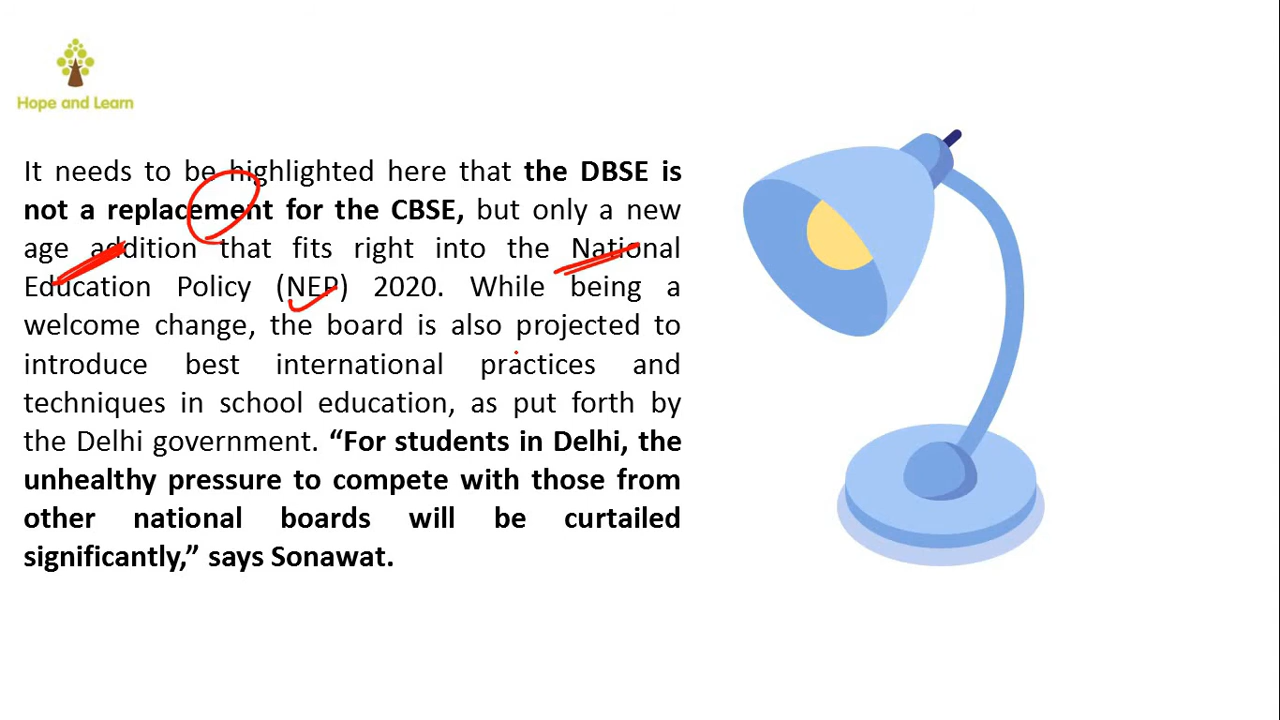 Hope and Learn
It needs to be highlighted here that the DBSE is
not a replacement for the CBSE, but only a new
age addition that fits right into the National
Education Policy (NEP) 2020. While being a
welcome change, the board is also projected to
introduce best international practices and
techniques in school education, as put forth by
the Delhi government. “For students in Delhi, the
unhealthy pressure to compete with those from
other national boards will be curtailed
significantly,” says Sonawat.